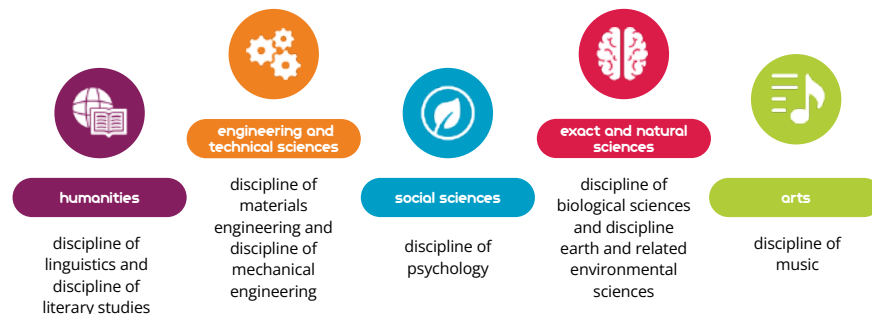 humanities
discipline of
linguistics and
discipline of
literary studies
engineering and
technical sciences
discipline of
materials
engineering and
discipline of
mechanical
engineering
social sciences
discipline of
psychology
exact and natural
sciences
discipline of
biological sciences
and discipline
earth and related
environmental
sciences
arts
discipline of
music